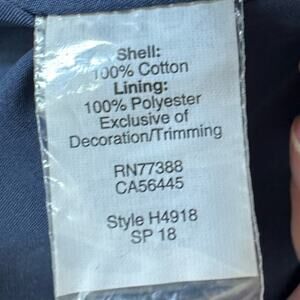 Shell:
100% Cotton
Lining:
100% Polyester
Exclusive of
Decoration/Trimming
RN77388
CA56445
Style H4918
SP 18